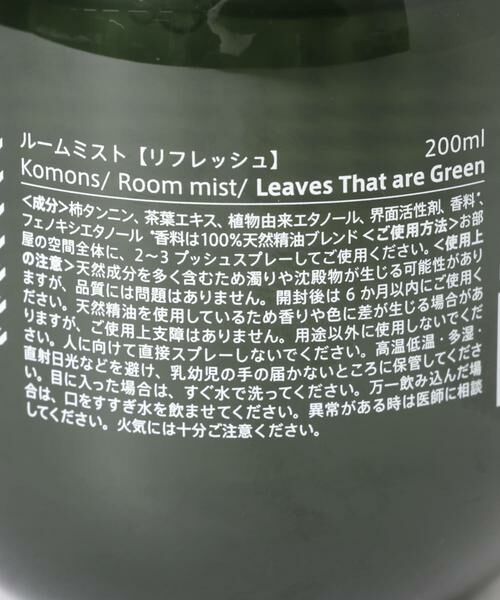 ルームミスト【リフレッシュ】 200ml
Komons/ Room mist/ Leaves That are Green
<成分>柿タンニン、茶葉エキス、植物由来エタノール、界面活性剤、香料*、
フェノキシエタノール *香料は100%天然精油ブレンド<ご使用方法>お部
屋の空間全体に、2〜3プッシュスプレーしてご使用ください。<使用上
の注意>天然成分を多く含むため濁りや沈殿物が生じる可能性があり
ますが、品質には問題はありません。開封後は6か月以内にご使用く
ださい。天然精油を使用しているため香りや色に差が生じる場合があ
りますが、ご使用上支障はありません。用途以外に使用しないでくだ
さい。人に向けて直接スプレーしないでください。高温低温・多湿・
直射日光などを避け、乳幼児の手の届かないところに保管してくださ
い。目に入った場合は、すぐ水で洗ってください。万一飲み込んだ場
合は、口をすすぎ水を飲ませてください。異常がある時は医師に相談
してください。火気には十分ご注意ください。